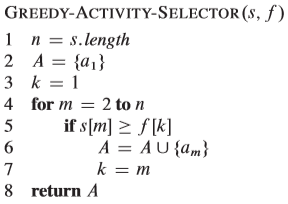 GREEDY-ACTIVITY-SELECTOR(s, f)
1 n = s.length
2 A = {a₁}
3 k = 1
4 for m = 2 to n
5 if s[m] ≥ f[k]
6 A = A ∪ {aₘ}
7 k = m
8 return A